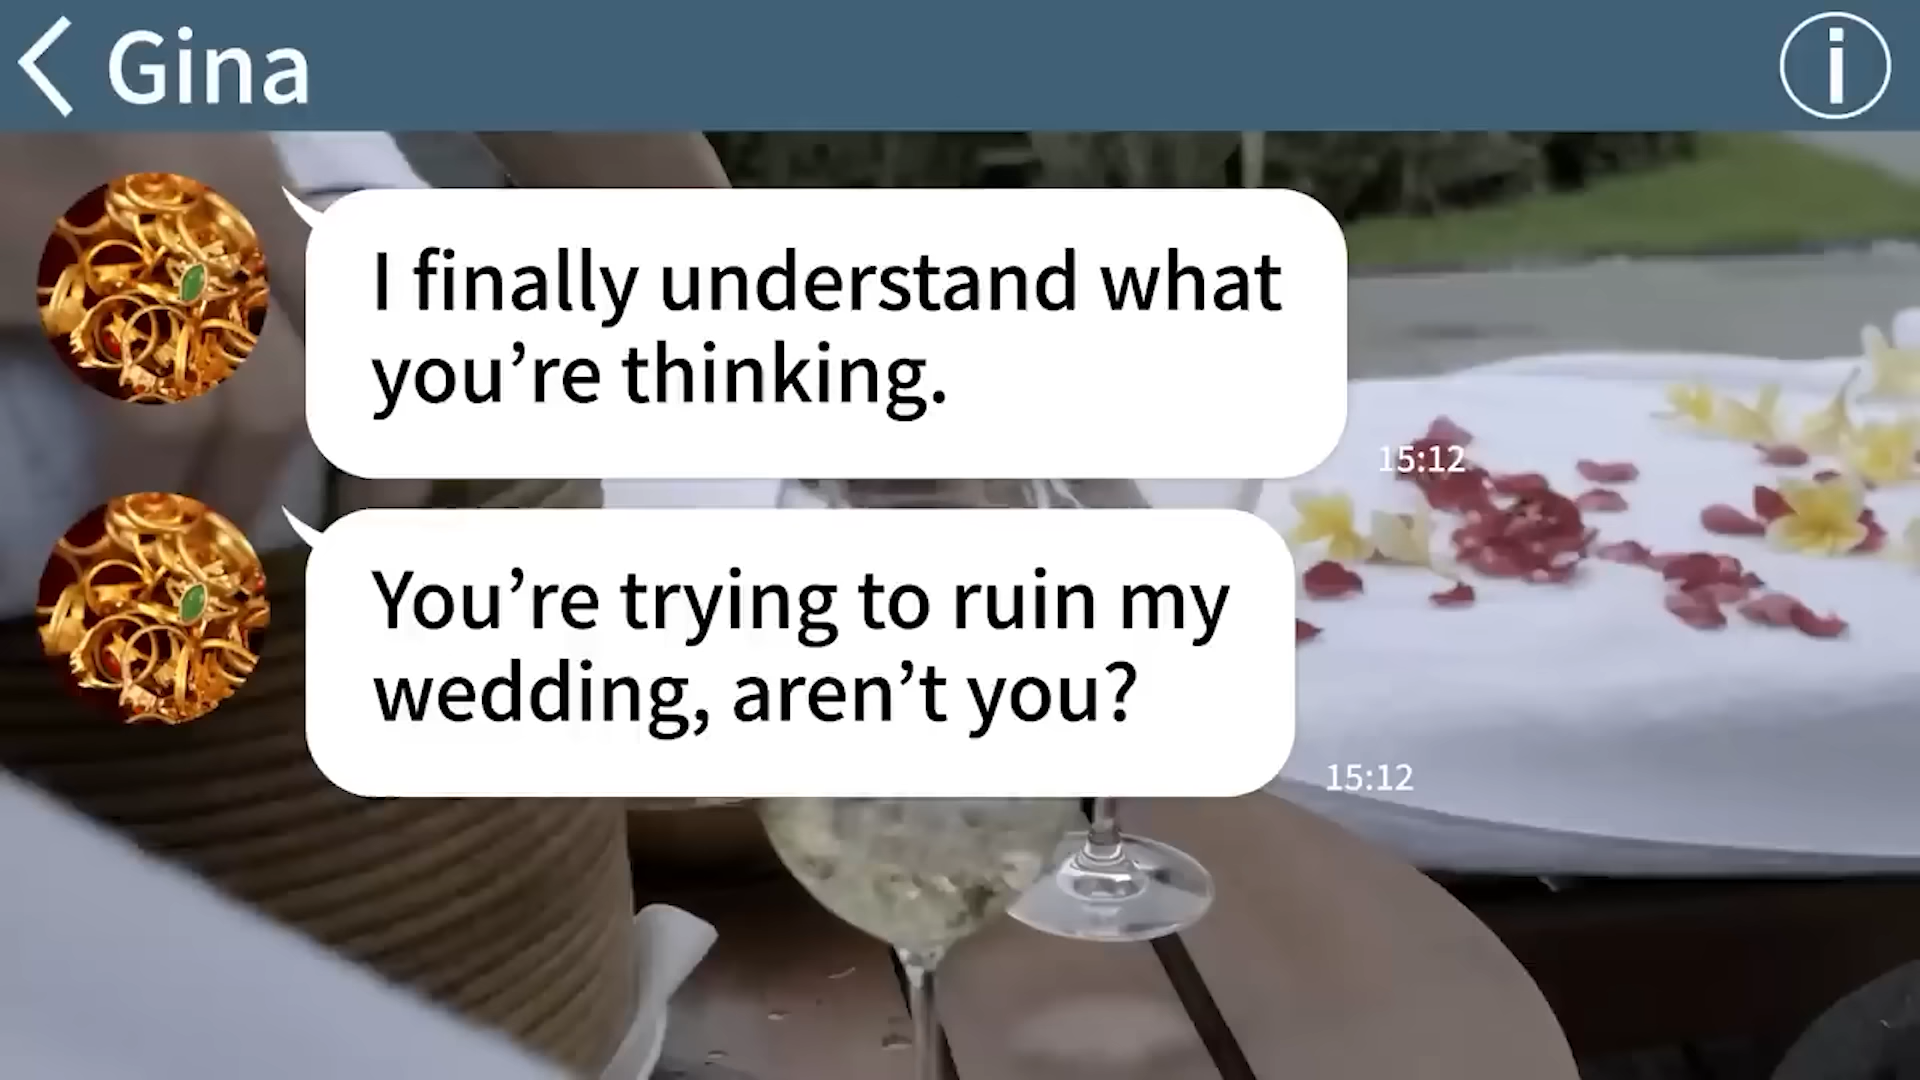 Gina
I finally understand what
you’re thinking.
15:12
You’re trying to ruin my
wedding, aren’t you?
15:12